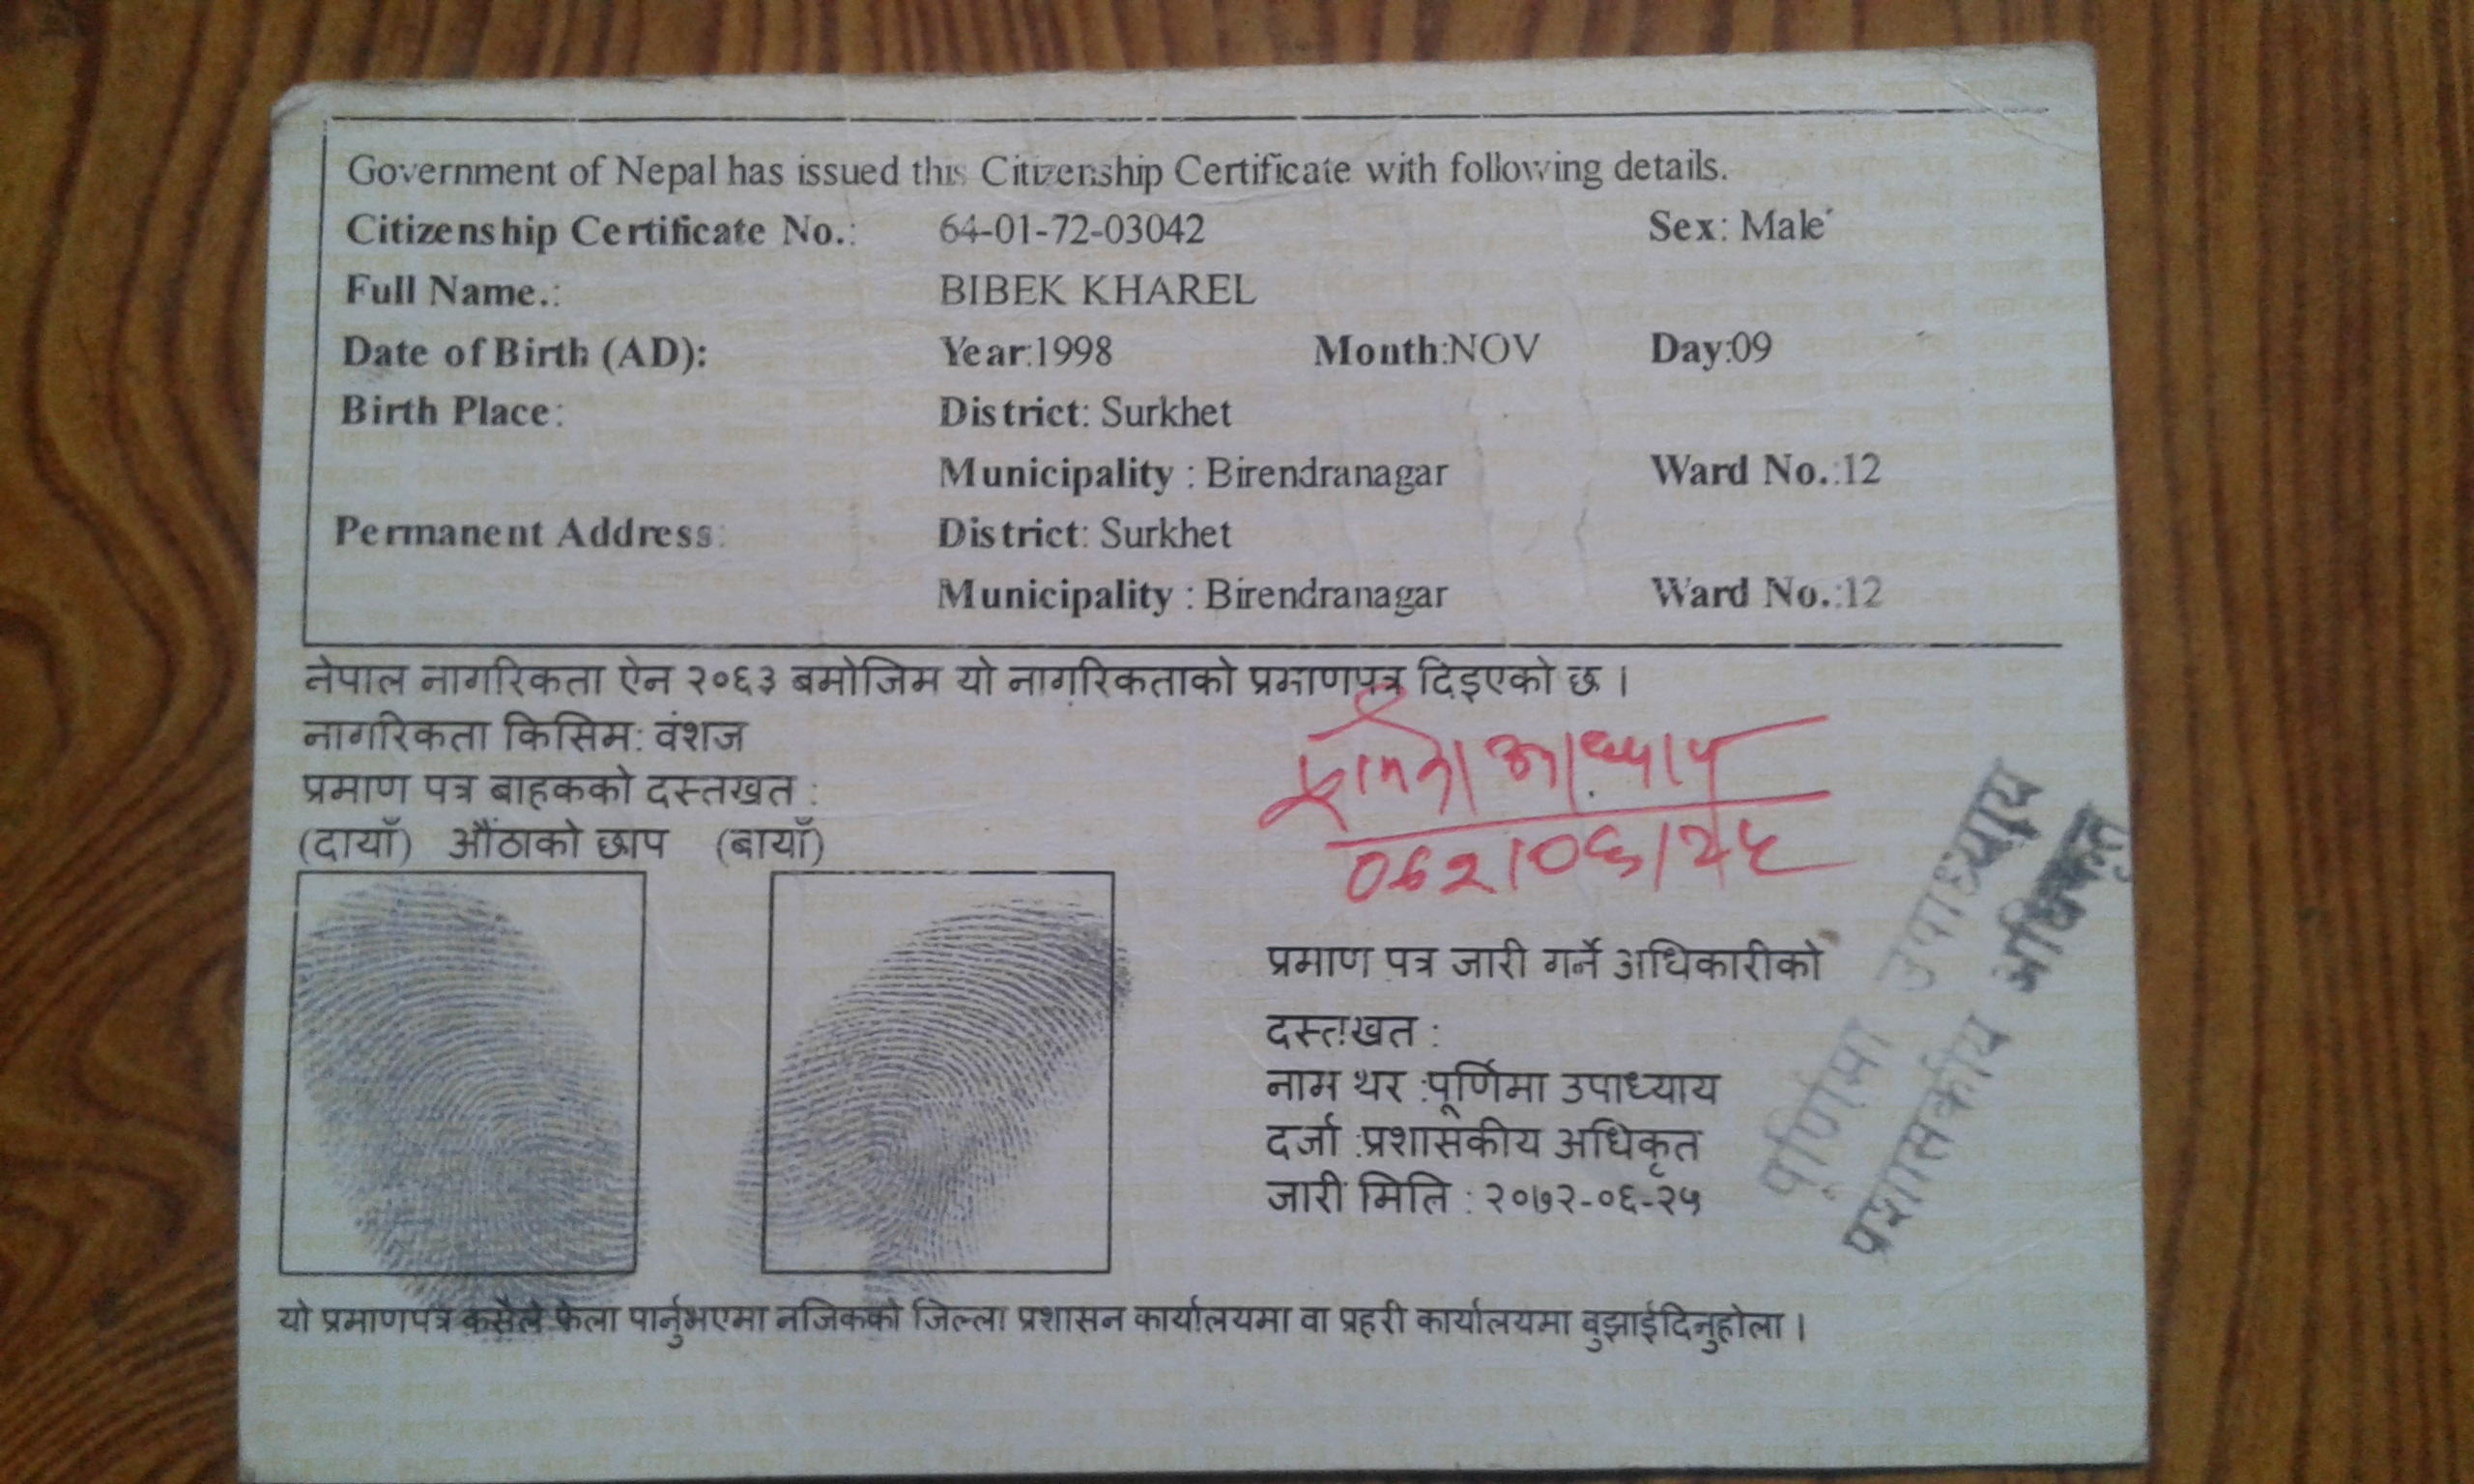 Government of Nepal has issued this Citizenship Certificate with following details.
Citizenship Certificate No.: 64-01-72-03042 Sex: Male
Full Name.: BIBEK KHAREL
Date of Birth (AD): Year:1998 Month:NOV Day:09
Birth Place: District: Surkhet
Municipality : Birendranagar Ward No.:12
Permanent Address: District: Surkhet
Municipality : Birendranagar Ward No.:12
नेपाल नागरिकता ऐन २०६३ बमोजिम यो नागरिकताको प्रमाणपत्र दिइएको छ ।
नागरिकता किसिम: वंशज
प्रमाण पत्र बाहकको दस्तखत :
(दायाँ) औंठाको छाप (बायाँ)
प्रमाण पत्र जारी गर्ने अधिकारीको
दस्तखत :
नाम थर :पूर्णिमा उपाध्याय
दर्जा :प्रशासकीय अधिकृत
जारी मिति : २०७२-०६-२५
पूर्णिमा उपाध्याय
प्रशासकीय अधिकृत
यो प्रमाणपत्र कसैले फेला पार्नुभएमा नजिकको जिल्ला प्रशासन कार्यालयमा वा प्रहरी कार्यालयमा बुझाईदिनुहोला ।